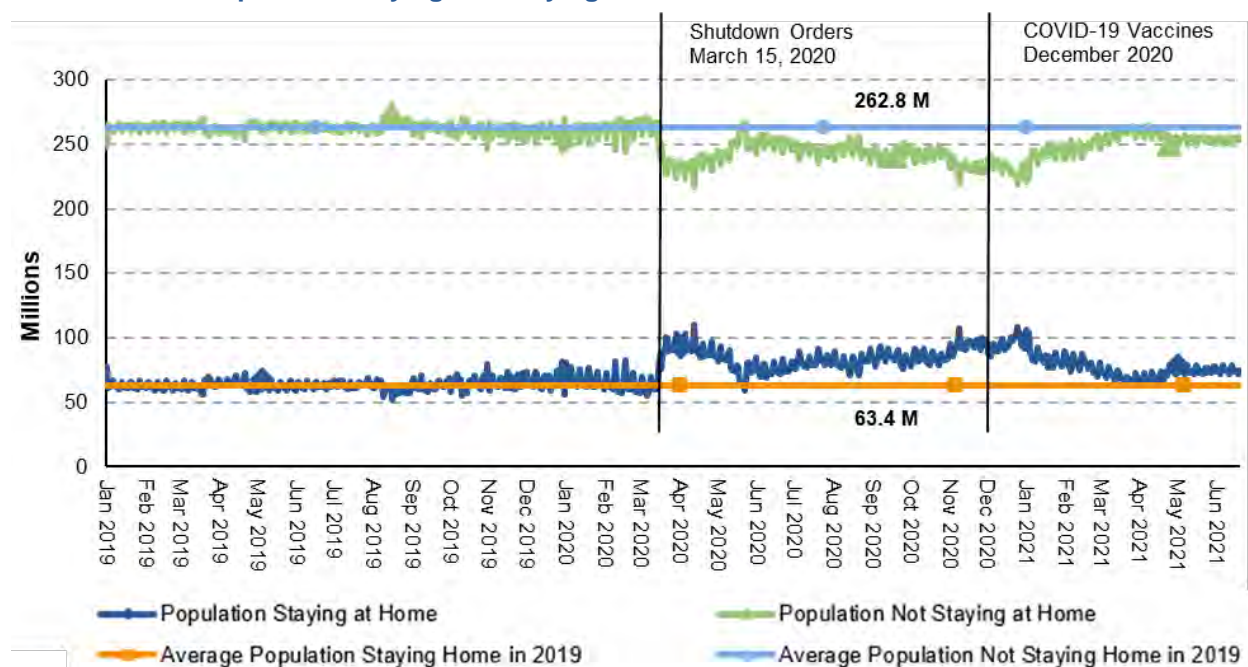 Shutdown Orders
March 15, 2020
COVID-19 Vaccines
December 2020
300
262.8 M
250
200
150
100
50
63.4 M
0
Millions
Jan 2019
Feb 2019
Mar 2019
Apr 2019
May 2019
Jun 2019
Jul 2019
Aug 2019
Sep 2019
Oct 2019
Nov 2019
Dec 2019
Jan 2020
Feb 2020
Mar 2020
Apr 2020
May 2020
Jun 2020
Jul 2020
Aug 2020
Sep 2020
Oct 2020
Nov 2020
Dec 2020
Jan 2021
Feb 2021
Mar 2021
Apr 2021
May 2021
Jun 2021
Population Staying at Home
Population Not Staying at Home
Average Population Staying Home in 2019
Average Population Not Staying Home in 2019